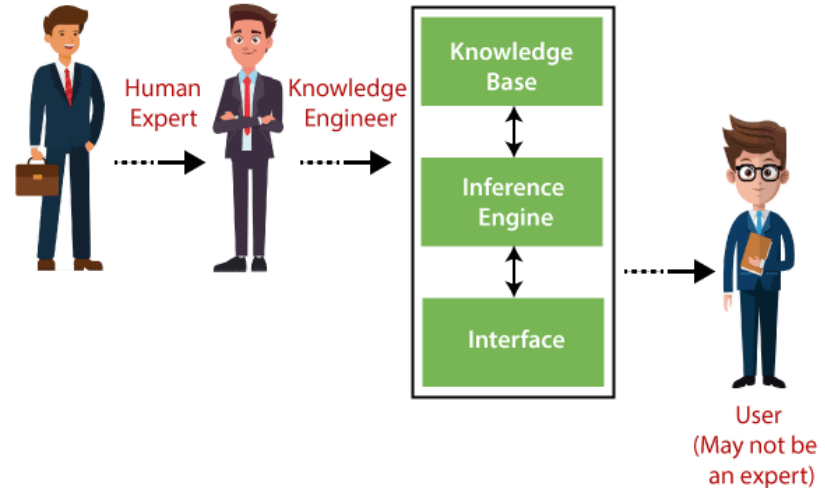 Human
Expert
Knowledge
Engineer
Knowledge
Base
Inference
Engine
Interface
User
(May not be
an expert)